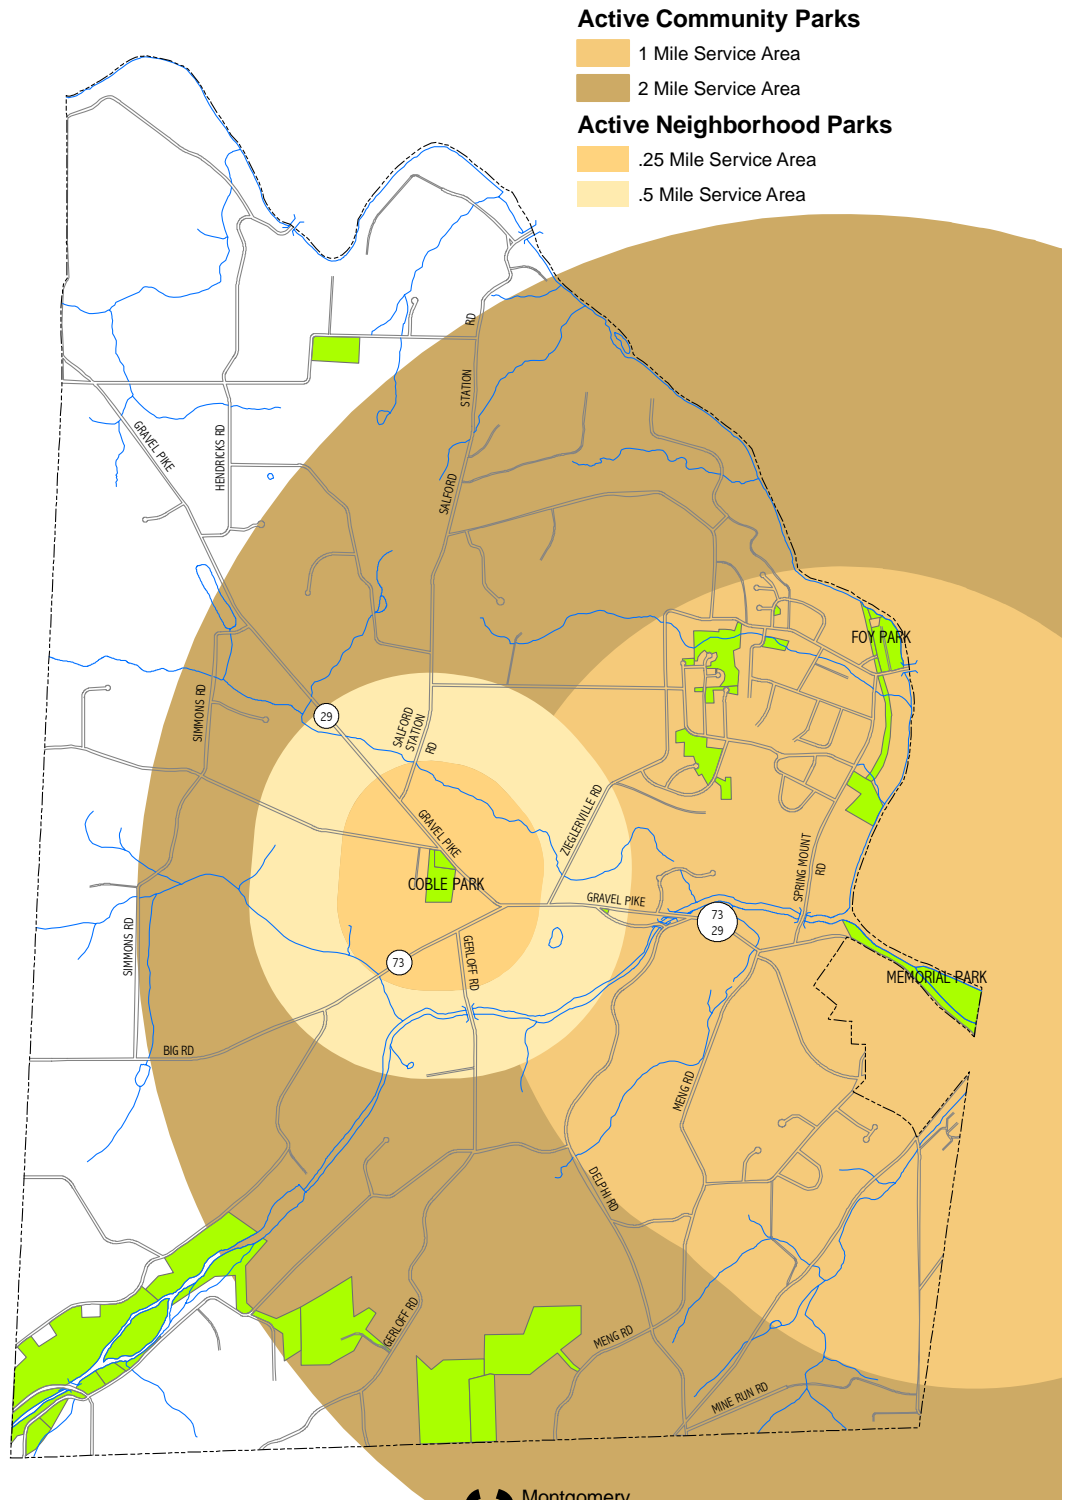 Active Community Parks
1 Mile Service Area
2 Mile Service Area
Active Neighborhood Parks
.25 Mile Service Area
.5 Mile Service Area
RD
STATION
SALFORD
GRAVEL PIKE
HENDRICKS RD
FOY PARK
SIMMONS RD
29
SALFORD
STATION
RD
GRAVEL PIKE
ZIEGLERVILLE RD
SPRING MOUNT
RD
COBLE PARK
GRAVEL PIKE
73
29
SIMMONS RD
GERLOFF RD
73
MEMORIAL PARK
BIG RD
MENG RD
DELPHI RD
GERLOFF RD
MENG RD
MINE RUN RD
Montgomery